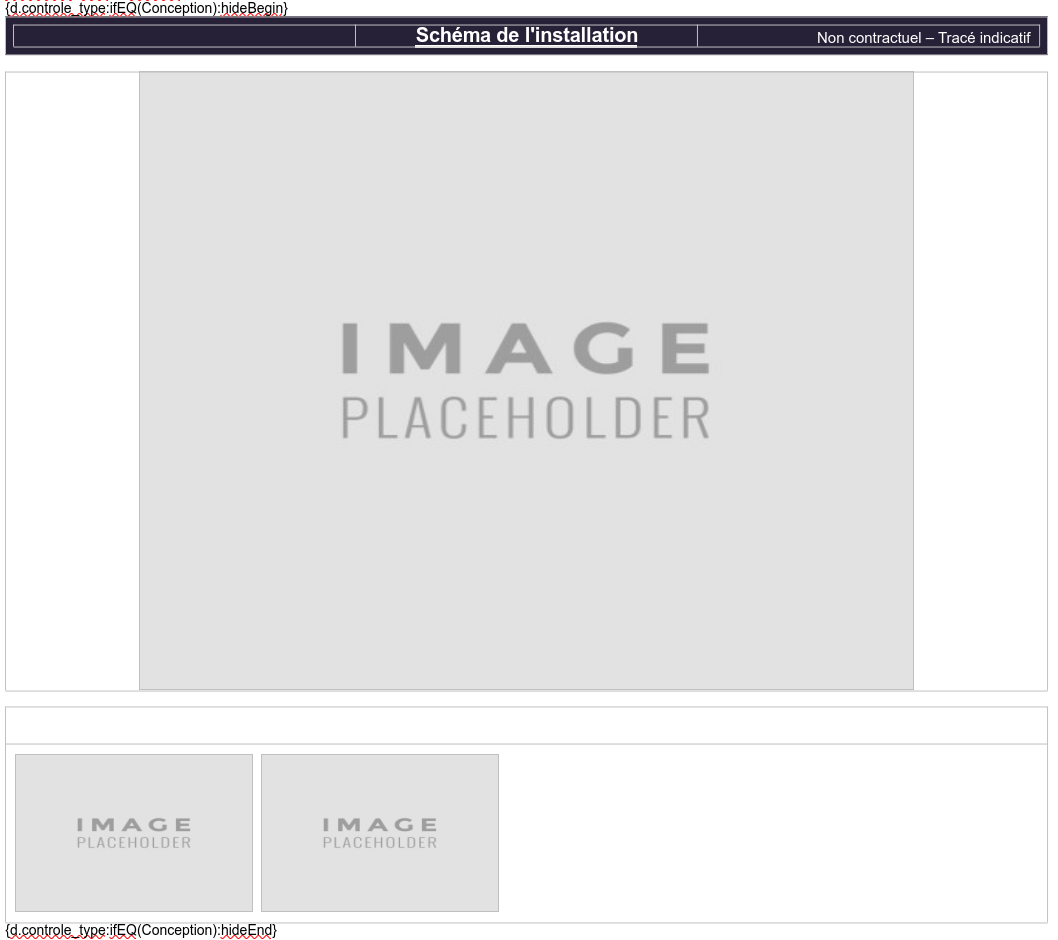 {d.controle_type:ifEQ(Conception):hideBegin}
Schéma de l'installation
Non contractuel – Tracé indicatif
IMAGE
PLACEHOLDER
IMAGE
PLACEHOLDER
IMAGE
PLACEHOLDER
{d.controle_type:ifEQ(Conception):hideEnd}